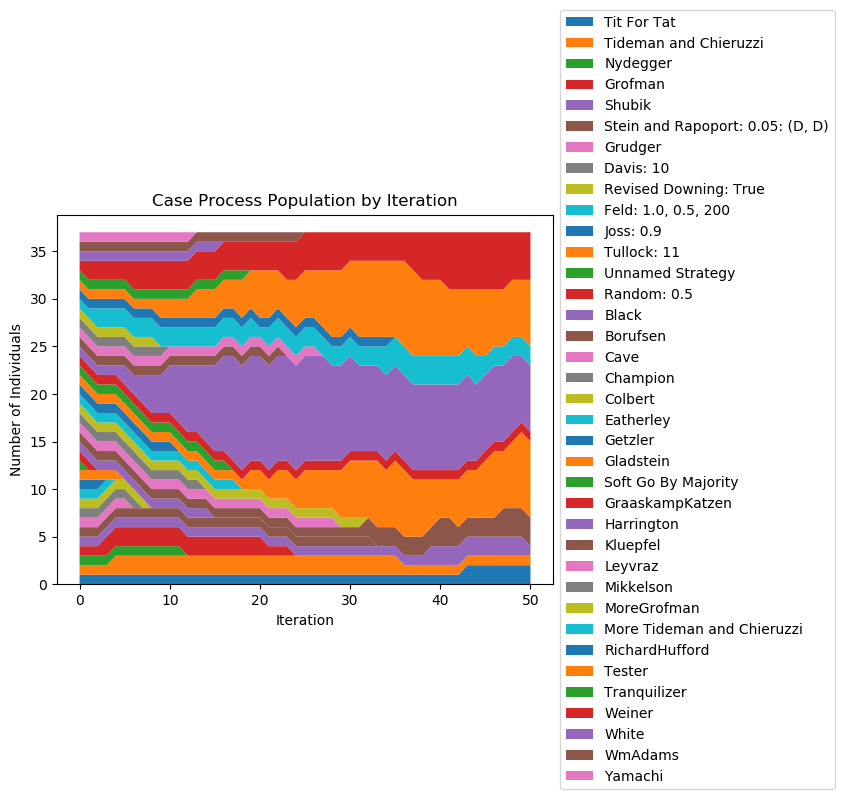 Case Process Population by Iteration
Number of Individuals
35
30
25
20
15
10
5
0
0 10 20 30 40 50
Iteration
Tit For Tat
Tideman and Chieruzzi
Nydegger
Grofman
Shubik
Stein and Rapoport: 0.05: (D, D)
Grudger
Davis: 10
Revised Downing: True
Feld: 1.0, 0.5, 200
Joss: 0.9
Tullock: 11
Unnamed Strategy
Random: 0.5
Black
Borufsen
Cave
Champion
Colbert
Eatherley
Getzler
Gladstein
Soft Go By Majority
GraaskampKatzen
Harrington
Kluepfel
Leyvraz
Mikkelson
MoreGrofman
More Tideman and Chieruzzi
RichardHufford
Tester
Tranquilizer
Weiner
White
WmAdams
Yamachi